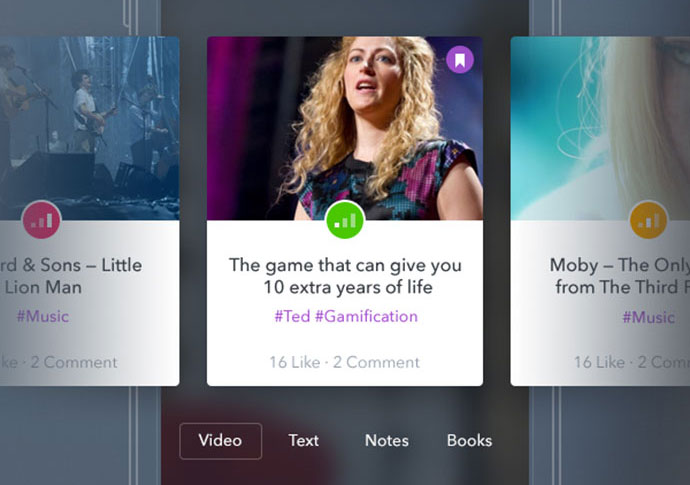 rd & Sons – Little
Lion Man
#Music
ke · 2 Comment
The game that can give you
10 extra years of life
#Ted #Gamification
16 Like · 2 Comment
Moby – The Only
from The Third
#Music
16 Like · 2 Comm
Video
Text
Notes
Books